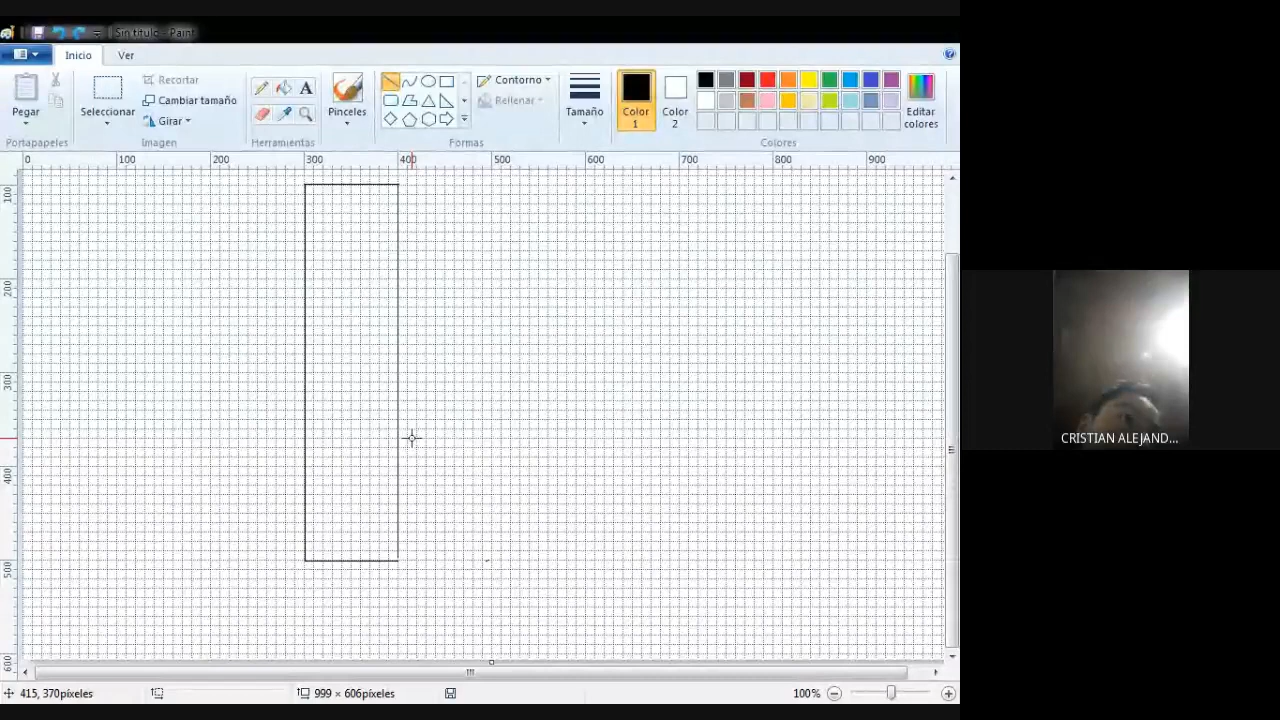 Sin título - Paint
Inicio Ver
Pegar
Portapapeles
Seleccionar
Recortar
Cambiar tamaño
Girar
Imagen
A
Herramientas
Pinceles
Formas
Contorno
Rellenar
Tamaño
Color 1
Color 2
Editar colores
Colores
0 100 200 300 400 500 600 700 800 900
100
200
300
400
500
600
CRISTIAN ALEJAND...
415, 370píxeles
999 × 606píxeles
100%